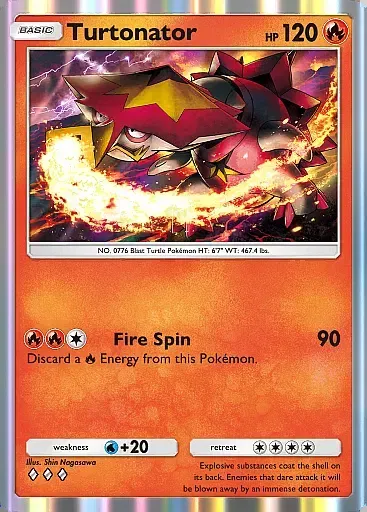 BASIC Turtonator HP 120
NO. 0776 Blast Turtle Pokémon HT: 6'7" WT: 467.4 lbs.
Fire Spin 90
Discard a Energy from this Pokémon.
weakness +20 retreat
Illus. Shin Nagasawa
Explosive substances coat the shell on
its back. Enemies that dare attack it will
be blown away by an immense detonation.